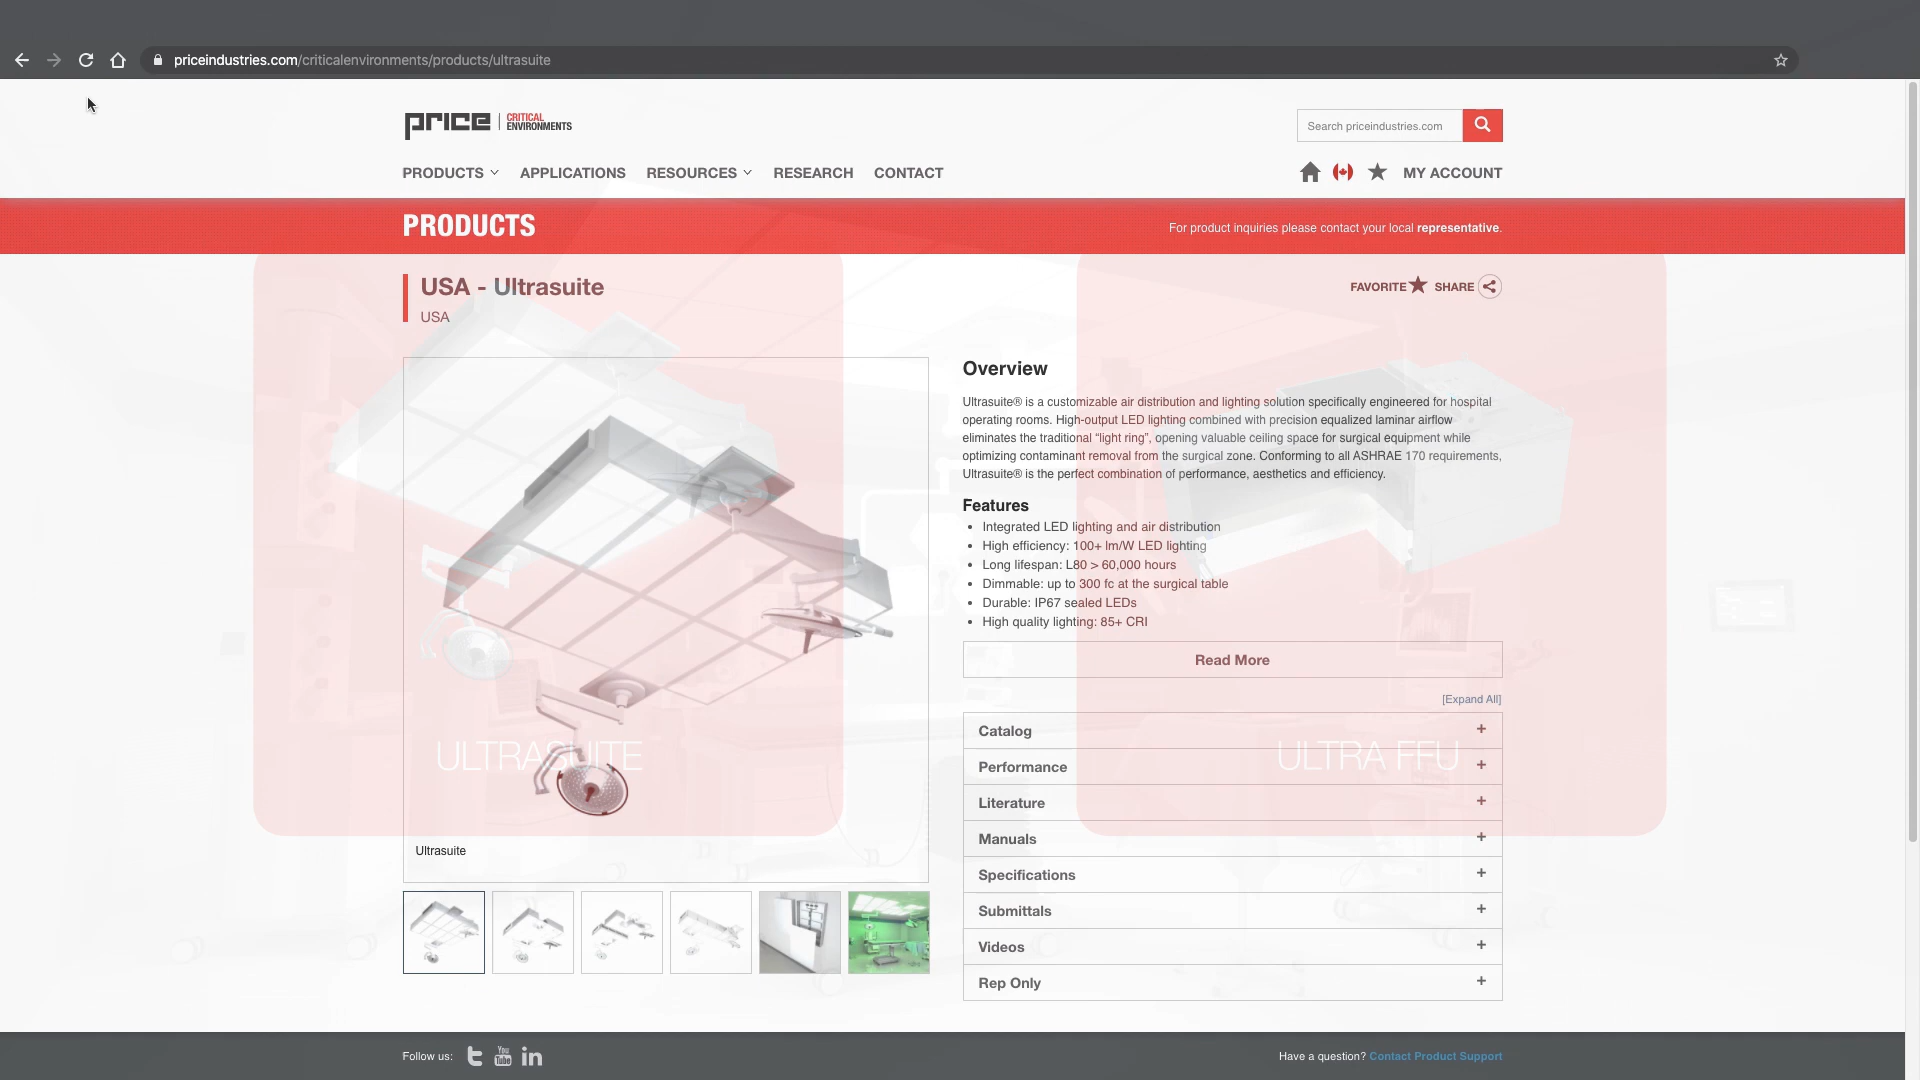 priceindustries.com/criticalenvironments/products/ultrasuite
price CRITICAL ENVIRONMENTS
Search priceindustries.com
PRODUCTS APPLICATIONS RESOURCES RESEARCH CONTACT
MY ACCOUNT
PRODUCTS
For product inquiries please contact your local representative.
USA - Ultrasuite
USA
FAVORITE SHARE
Overview
Ultrasuite® is a customizable air distribution and lighting solution specifically engineered for hospital
operating rooms. High-output LED lighting combined with precision equalized laminar airflow
eliminates the traditional “light ring”, opening valuable ceiling space for surgical equipment while
optimizing contaminant removal from the surgical zone. Conforming to all ASHRAE 170 requirements,
Ultrasuite® is the perfect combination of performance, aesthetics and efficiency.
Features
• Integrated LED lighting and air distribution
• High efficiency: 100+ lm/W LED lighting
• Long lifespan: L80 > 60,000 hours
• Dimmable: up to 300 fc at the surgical table
• Durable: IP67 sealed LEDs
• High quality lighting: 85+ CRI
Read More
[Expand All]
Catalog +
Performance +
Literature +
Manuals +
Specifications +
Submittals +
Videos +
Rep Only +
ULTRASUITE
ULTRA FFU
Ultrasuite
Follow us:
You Tube
in
Have a question? Contact Product Support